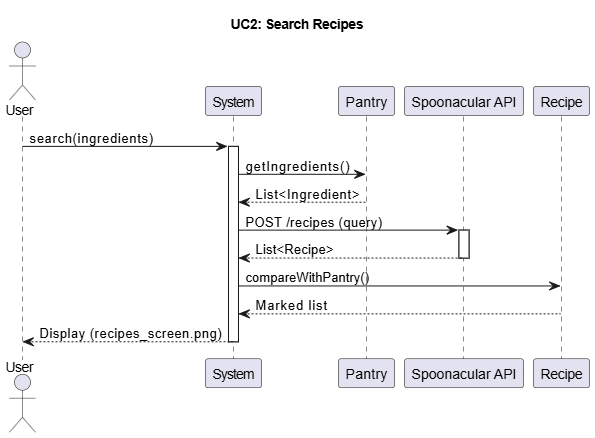 UC2: Search Recipes
User
System
Pantry
Spoonacular API
Recipe
search(ingredients)
getIngredients()
List<Ingredient>
POST /recipes (query)
List<Recipe>
compareWithPantry()
Marked list
Display (recipes_screen.png)
User
System
Pantry
Spoonacular API
Recipe